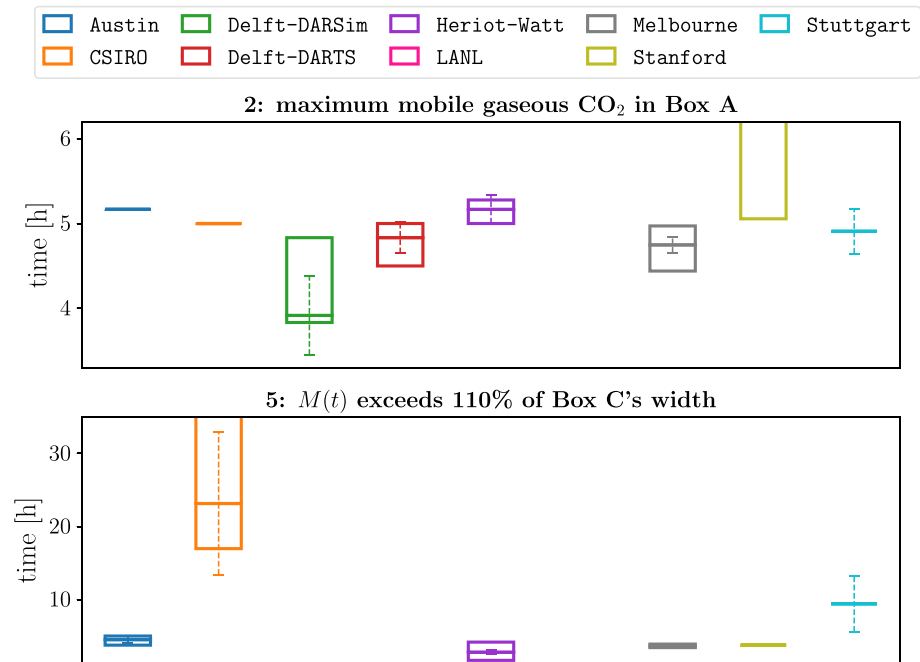 Austin Delft-DARSim Heriot-Watt Melbourne Stuttgart
CSIRO Delft-DARTS LANL Stanford
2: maximum mobile gaseous CO₂ in Box A
6
5
4
time [h]
5: M(t) exceeds 110% of Box C's width
30
20
10
time [h]